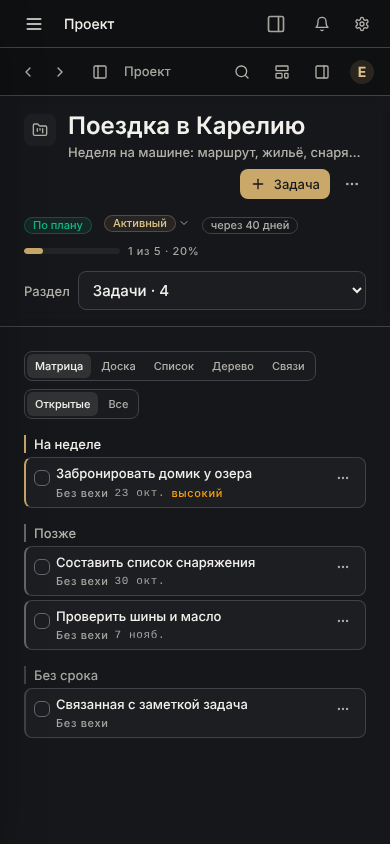 Проект
Проект
E
Поездка в Карелию
Неделя на машине: маршрут, жильё, снаря...
Задача
По плану
Активный
через 40 дней
1 из 5 · 20%
Раздел
Задачи · 4
Матрица Доска Список Дерево Связи
Открытые Все
На неделе
Забронировать домик у озера
Без вехи 23 окт. высокий
Позже
Составить список снаряжения
Без вехи 30 окт.
Проверить шины и масло
Без вехи 7 нояб.
Без срока
Связанная с заметкой задача
Без вехи